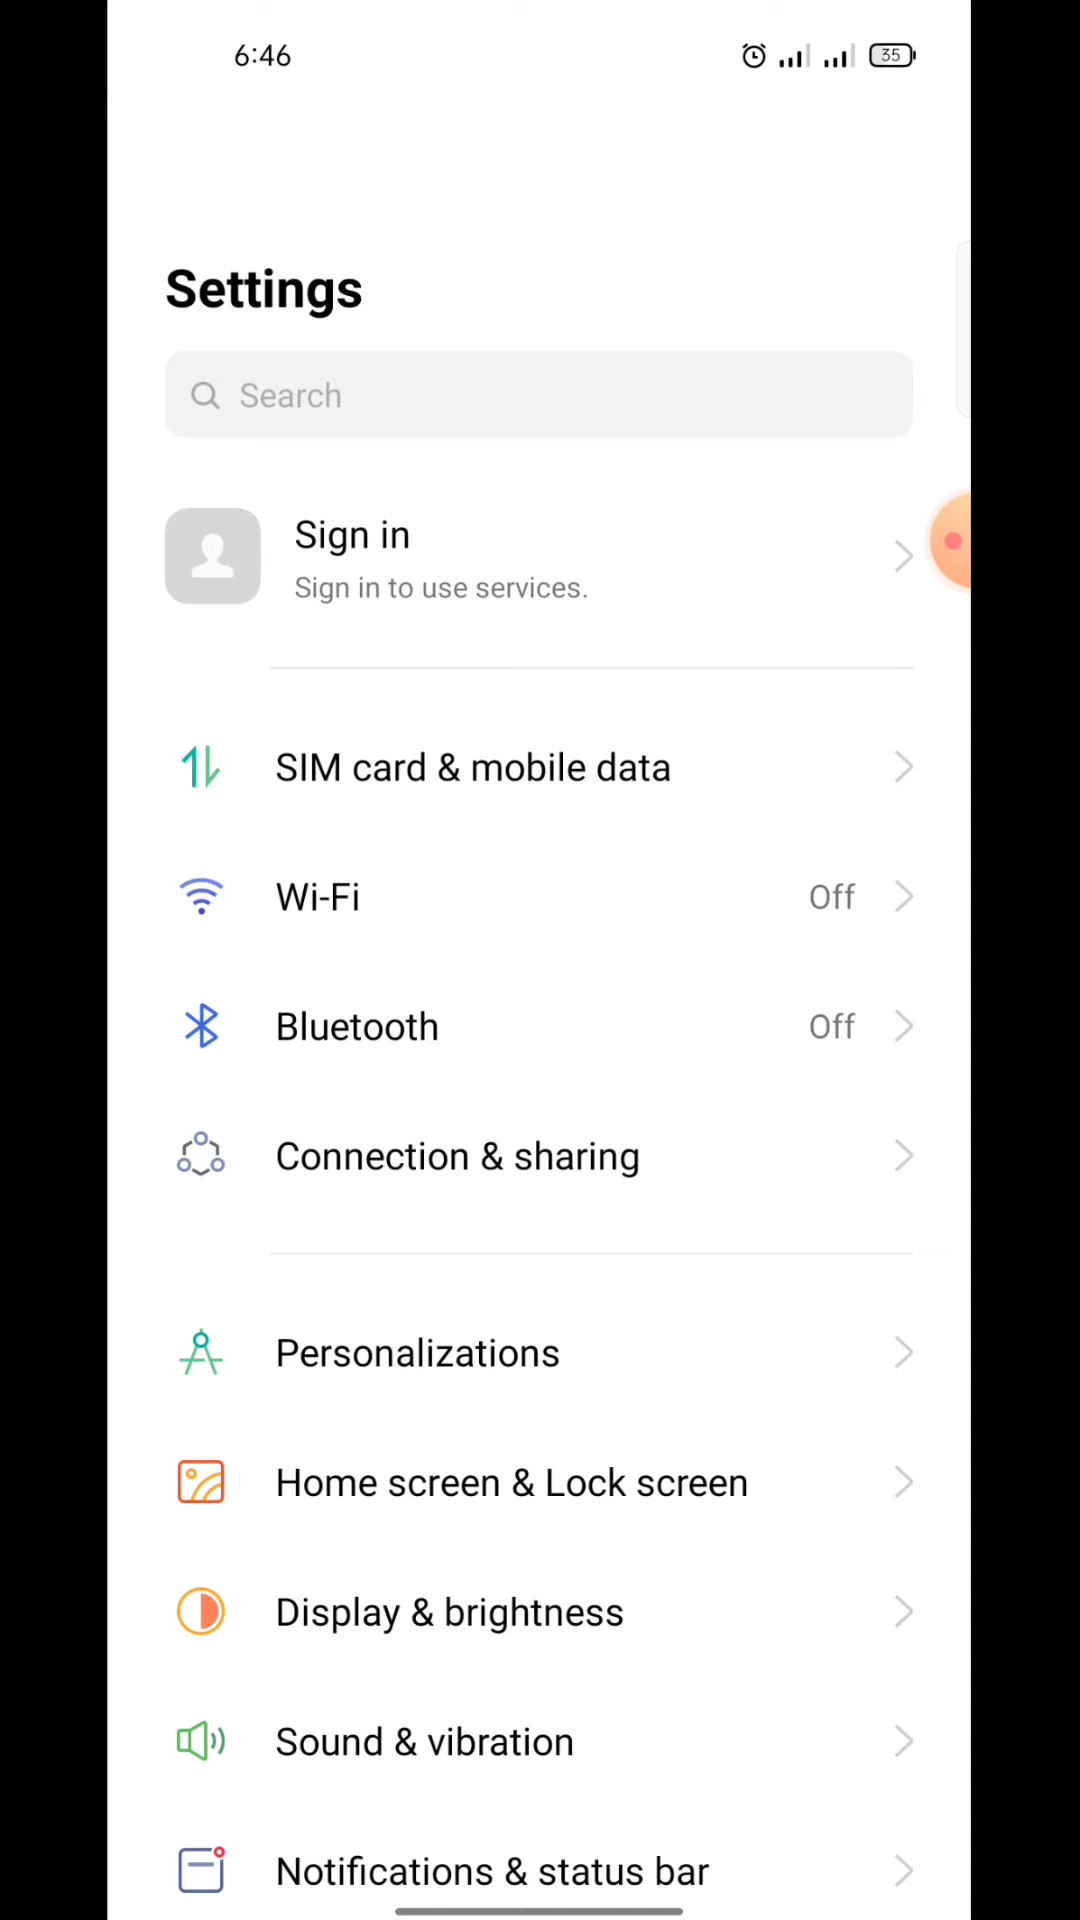 6:46
35
Settings
Search
Sign in
Sign in to use services.
SIM card & mobile data
Wi-Fi Off
Bluetooth Off
Connection & sharing
Personalizations
Home screen & Lock screen
Display & brightness
Sound & vibration
Notifications & status bar